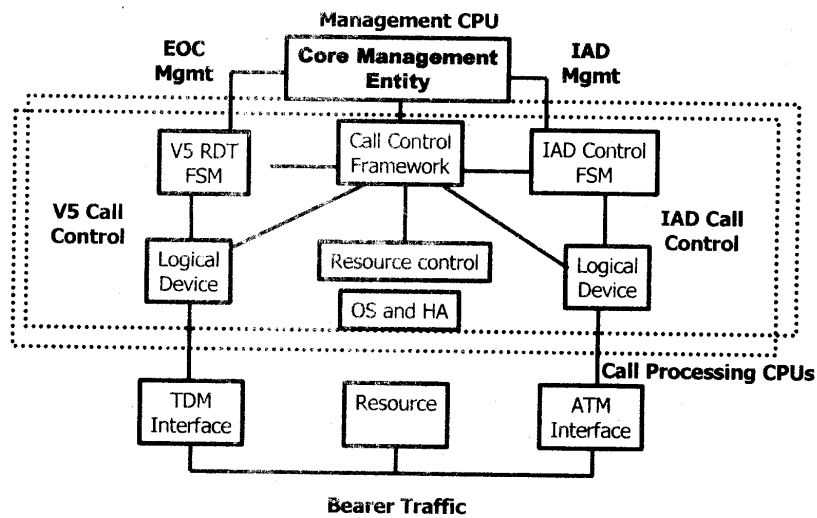 Management CPU
EOC
Mgmt
Core Management
Entity
IAD
Mgmt
V5 RDT
FSM
Call Control
Framework
IAD Control
FSM
V5 Call
Control
IAD Call
Control
Logical
Device
Resource control
Logical
Device
OS and HA
Call Processing CPUs
TDM
Interface
Resource
ATM
Interface
Bearer Traffic